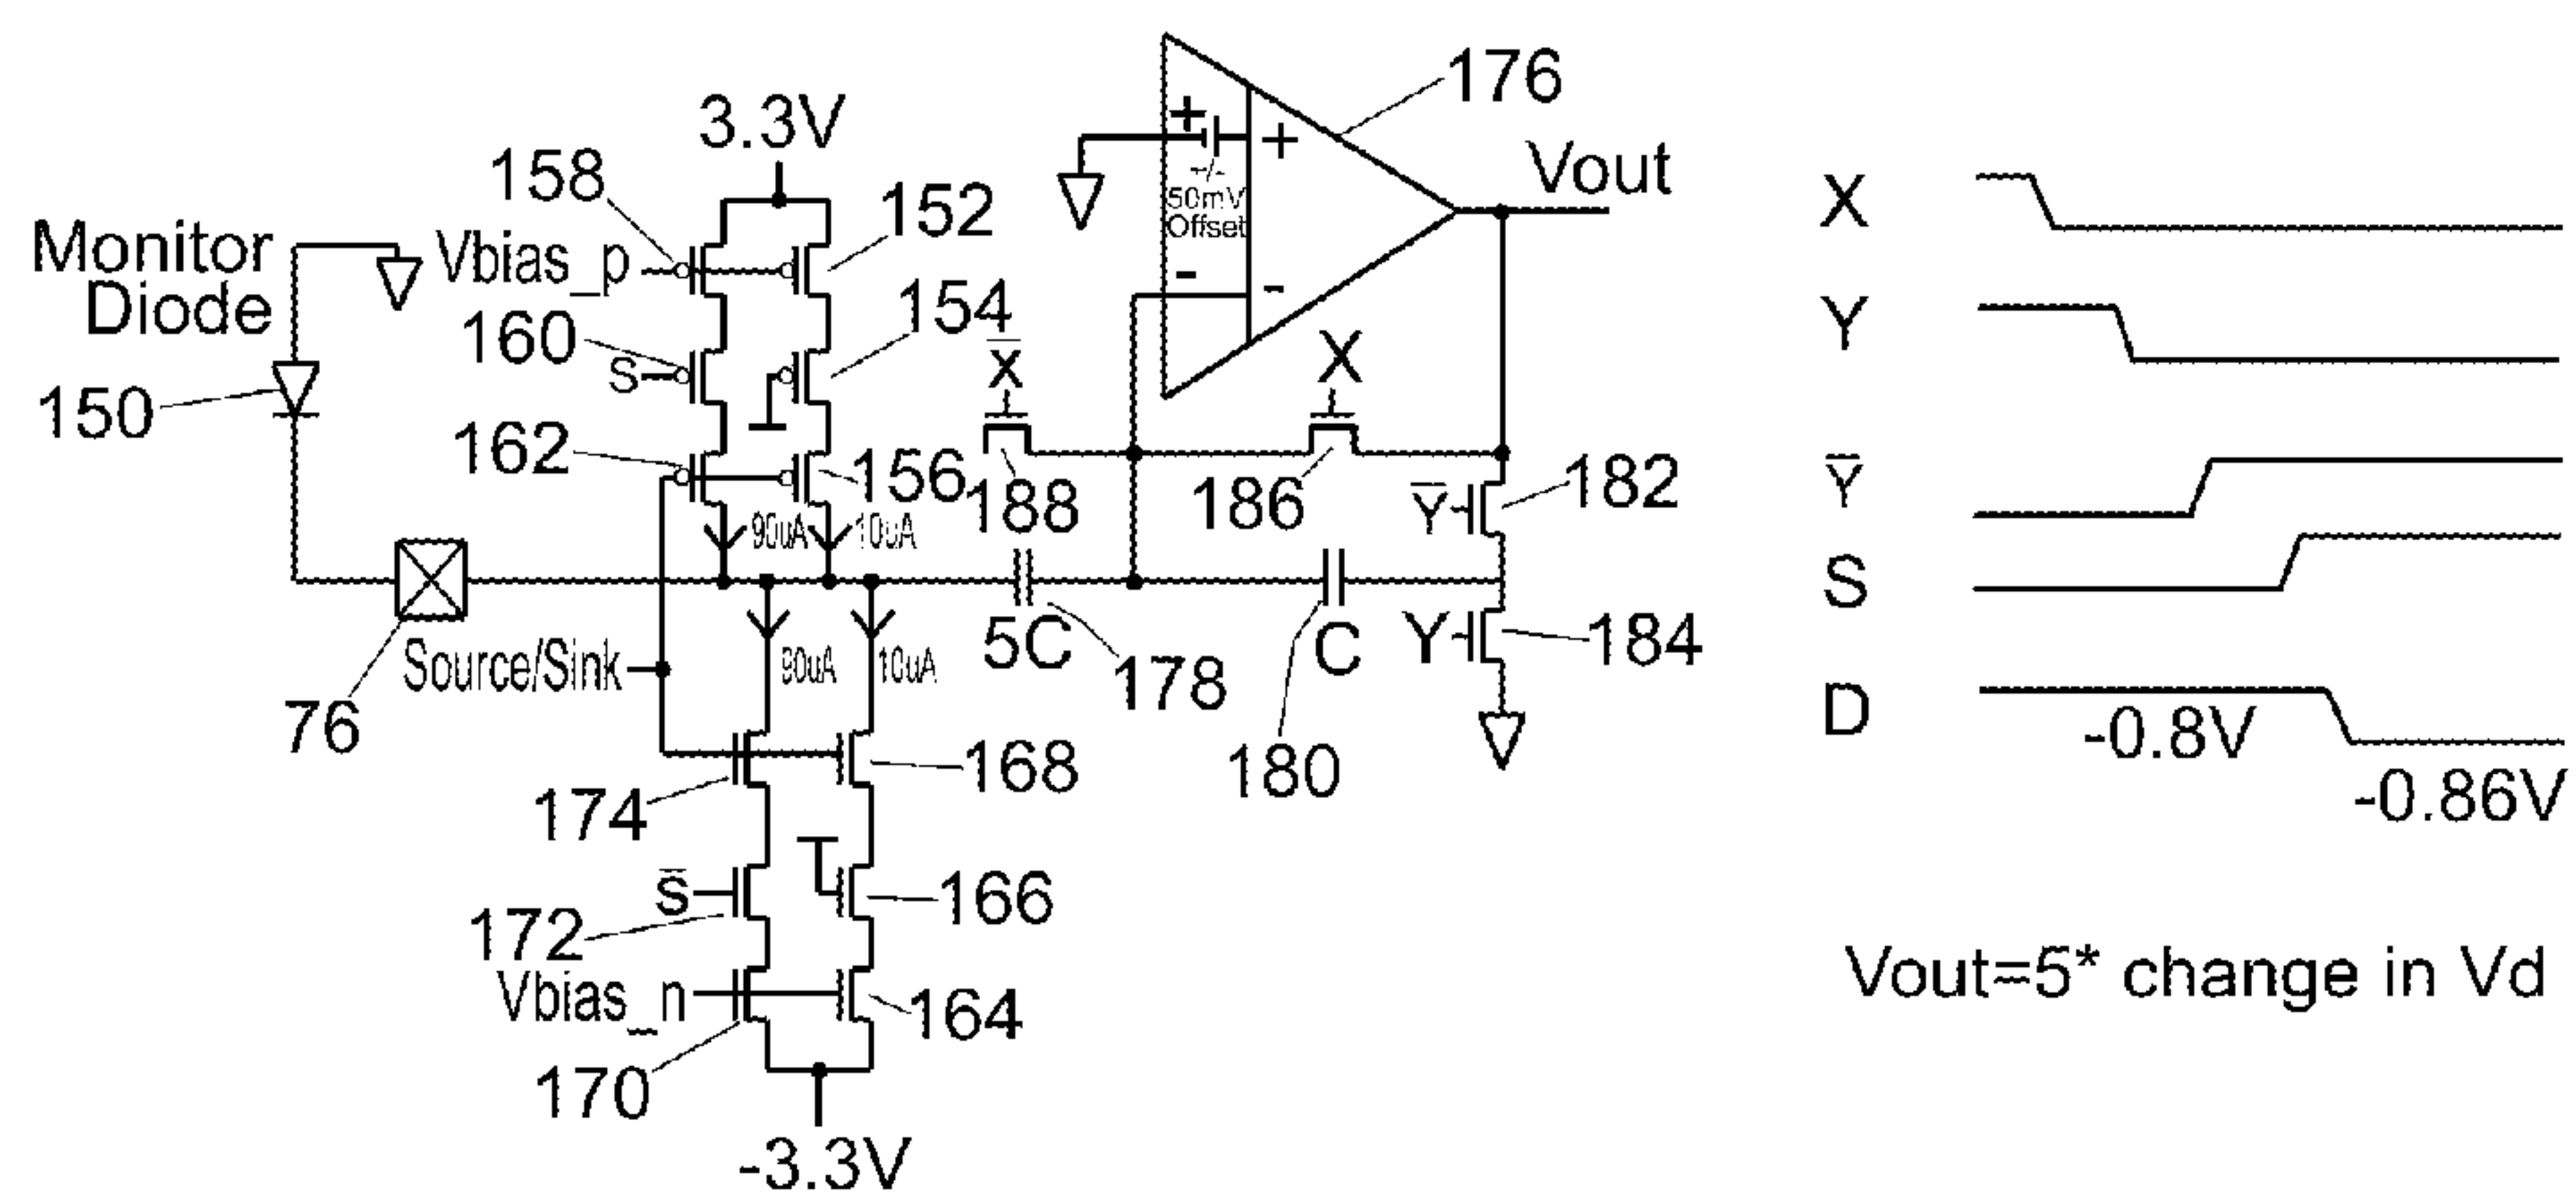 176
3.3V
Vout
158
152
X
Monitor
Diode
Vbias_p
+
+
+/-
50mV
Offset
-
-
154
Y
160
S
X̅
X
150
162
156
188
186
Y̅
182
Y̅
90uA
10uA
S
Source/Sink
90uA
10uA
5C
178
C
Y
184
76
D
-0.8V
180
168
-0.86V
174
S̅
166
172
Vbias_n
164
Vout=5* change in Vd
170
-3.3V